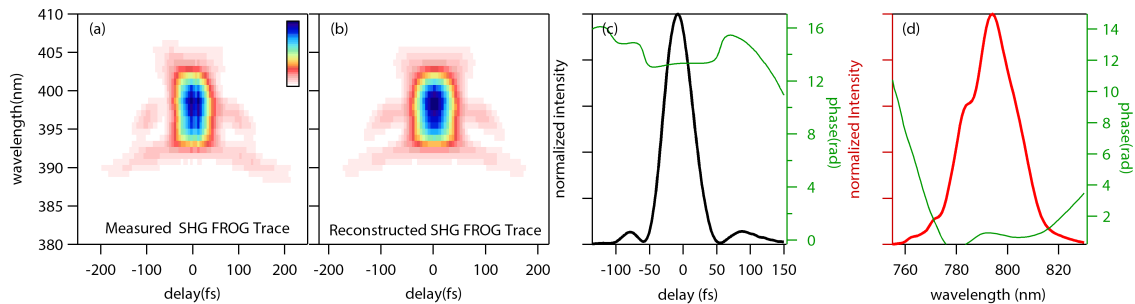 410
405
400
395
390
385
380
wavelength(nm)
(a)
Measured SHG FROG Trace
-200
-100
0
100
200
delay(fs)
(b)
Reconstructed SHG FROG Trace
-200
-100
0
100
200
delay(fs)
normalized intensity
(c)
16
12
8
4
0
phase(rad)
-100
-50
0
50
100
150
delay (fs)
normalized Intensity
(d)
14
12
10
8
6
4
2
phase(rad)
760
780
800
820
wavelength (nm)